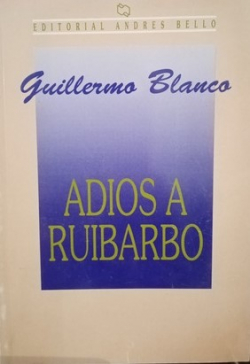 EDITORIAL ANDRES BELLO
Guillermo Blanco
ADIOS A
RUIBARBO